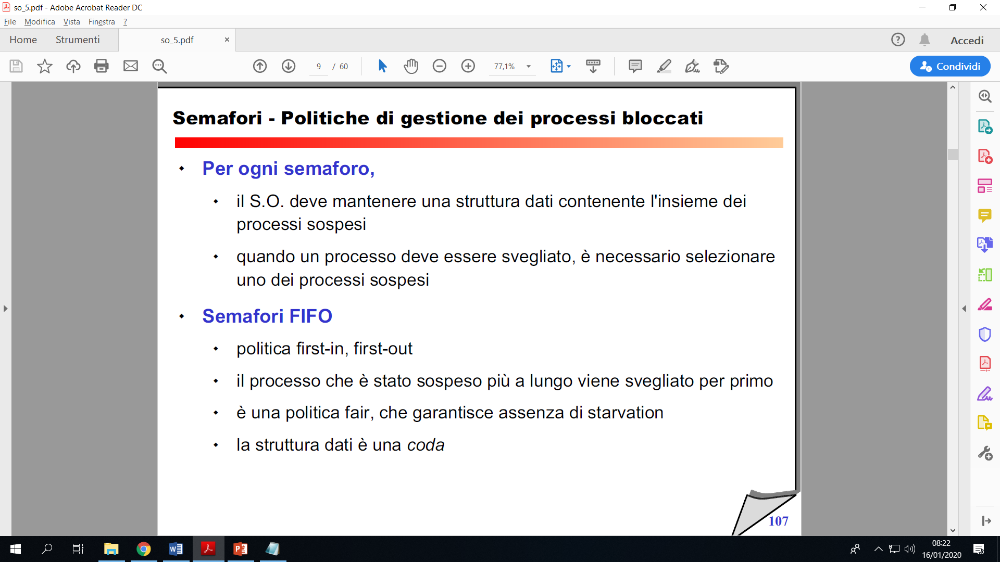 so_5.pdf - Adobe Acrobat Reader DC
File Modifica Vista Finestra ?
Home Strumenti so_5.pdf × Accedi
9 / 60 77,1% Condividi
Semafori - Politiche di gestione dei processi bloccati
Per ogni semaforo,
il S.O. deve mantenere una struttura dati contenente l'insieme dei
processi sospesi
quando un processo deve essere svegliato, è necessario selezionare
uno dei processi sospesi
Semafori FIFO
politica first-in, first-out
il processo che è stato sospeso più a lungo viene svegliato per primo
è una politica fair, che garantisce assenza di starvation
la struttura dati è una coda
107
08:22
16/01/2020